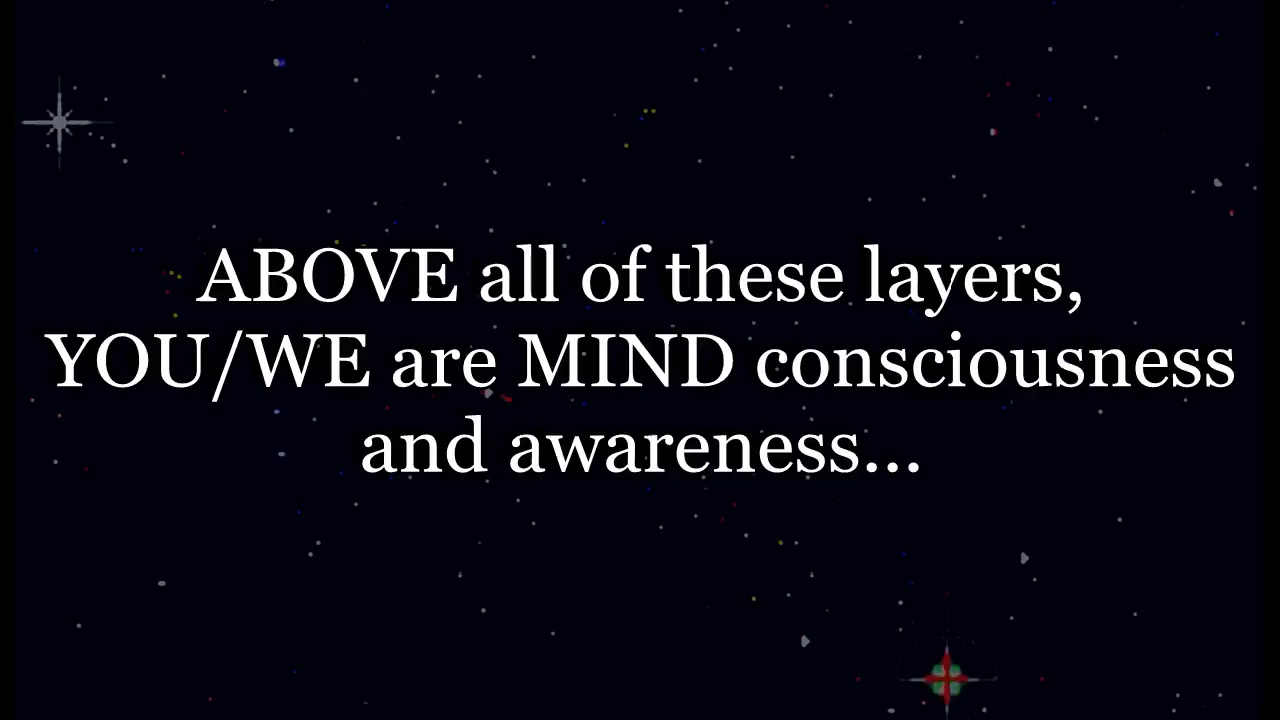 ABOVE all of these layers,
YOU/WE are MIND consciousness
and awareness...